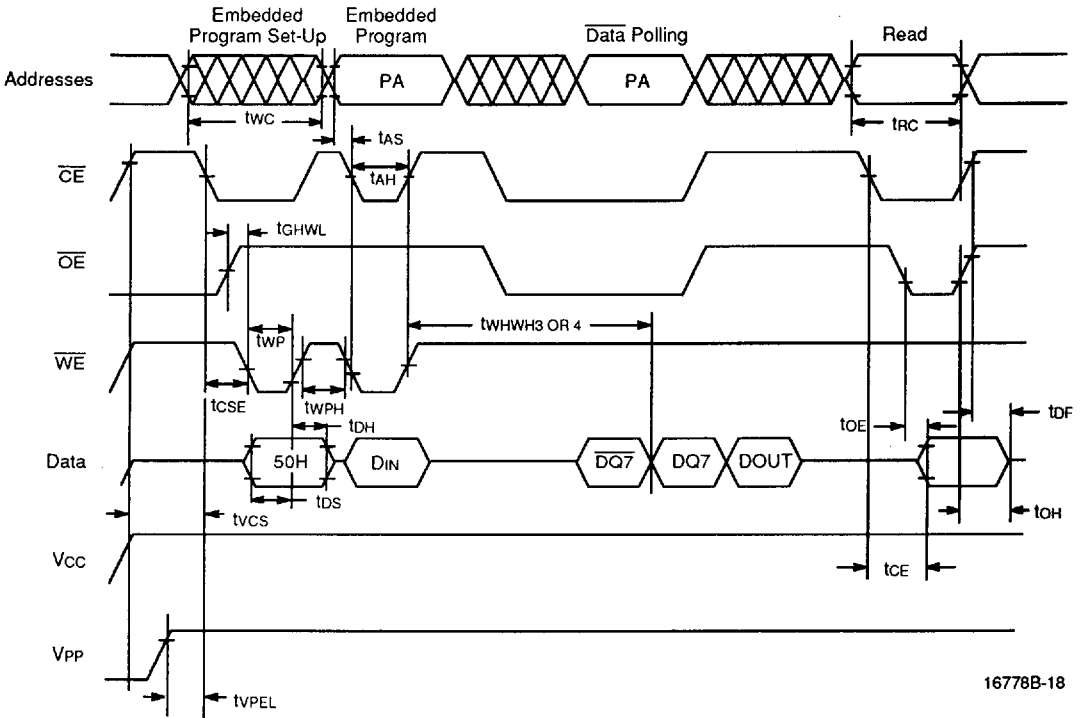 Embedded
Program Set-Up
Embedded
Program
Data Polling
Read
Addresses
PA
PA
tWC
tAS
tRC
CE
tAH
tGHWL
OE
tWHWH3 OR 4
tWP
WE
tCSE
tWPH
tDH
tOE
tDF
Data
50H
DIN
DQ7
DQ7
DOUT
tDS
tVCS
tOH
VCC
tCE
VPP
16778B-18
tVPEL